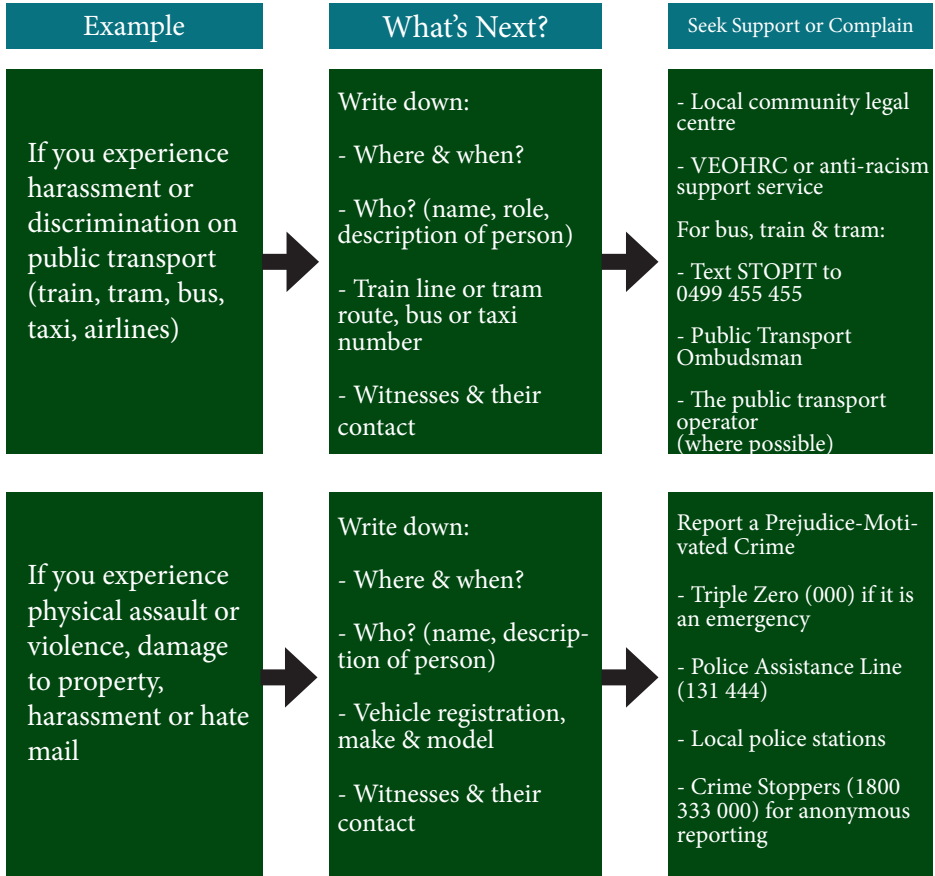 Example
What's Next?
Seek Support or Complain
If you experience
harassment or
discrimination on
public transport
(train, tram, bus,
taxi, airlines)
Write down:
- Where & when?
- Who? (name, role,
description of person)
- Train line or tram
route, bus or taxi
number
- Witnesses & their
contact
- Local community legal
centre
- VEOHRC or anti-racism
support service
For bus, train & tram:
- Text STOPIT to
0499 455 455
- Public Transport
Ombudsman
- The public transport
operator
(where possible)
If you experience
physical assault or
violence, damage
to property,
harassment or hate
mail
Write down:
- Where & when?
- Who? (name, descrip-
tion of person)
- Vehicle registration,
make & model
- Witnesses & their
contact
Report a Prejudice-Moti-
vated Crime
- Triple Zero (000) if it is
an emergency
- Police Assistance Line
(131 444)
- Local police stations
- Crime Stoppers (1800
333 000) for anonymous
reporting